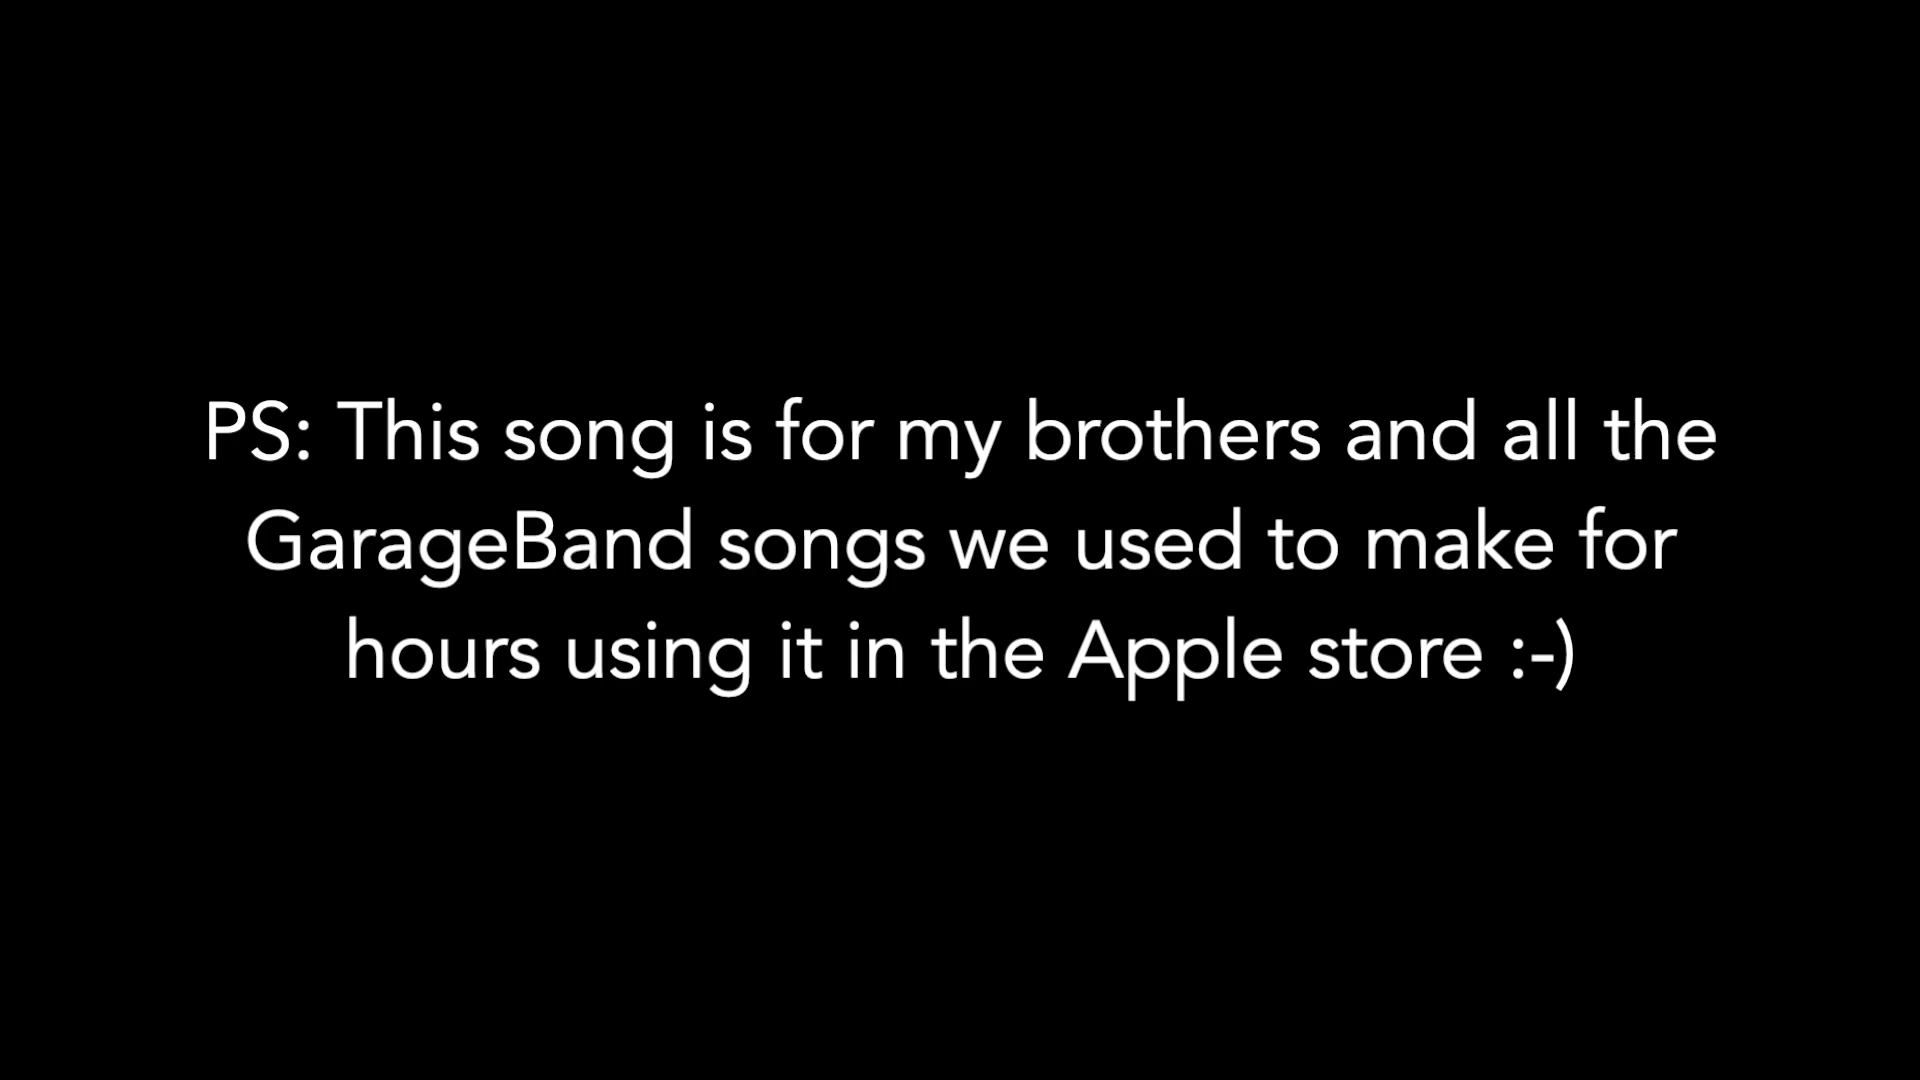 PS: This song is for my brothers and all the
GarageBand songs we used to make for
hours using it in the Apple store :-)